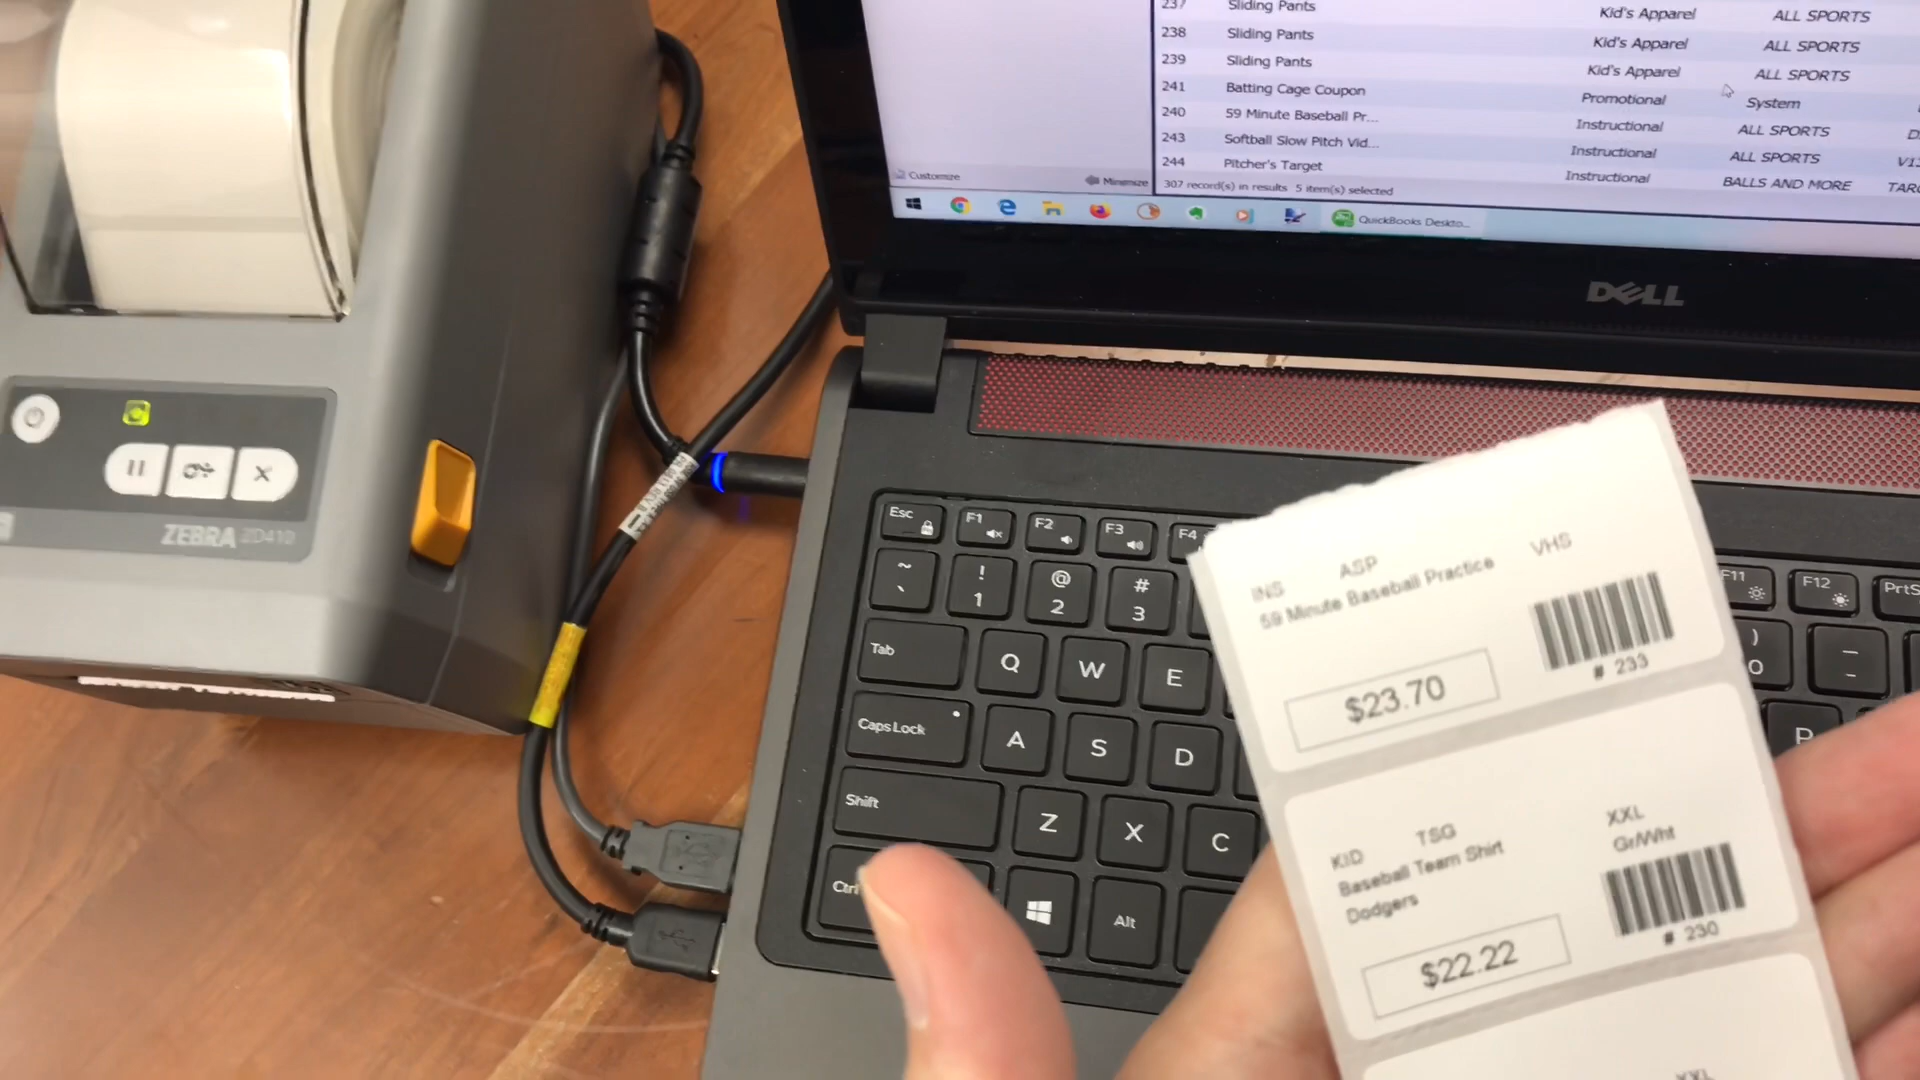 237 Sliding Pants Kid's Apparel ALL SPORTS
238 Sliding Pants Kid's Apparel ALL SPORTS
239 Sliding Pants Kid's Apparel ALL SPORTS
241 Batting Cage Coupon Promotional System
240 59 Minute Baseball Pr... Instructional ALL SPORTS
243 Softball Slow Pitch Vid... Instructional ALL SPORTS
244 Pitcher's Target Instructional BALLS AND MORE
307 record(s) in results 5 item(s) selected
Customize
Minimize
QuickBooks Deskto...
DELL
ZEBRA ZD410
Esc F1 F2 F3 F4 F11 F12 PrtS
~ ` ! 1 @ 2 # 3 ) 0
Tab Q W E P
Caps Lock A S D
Shift Z X C
Ctrl Alt
INS ASP VHS
59 Minute Baseball Practice
$23.70
# 233
KID TSG XXL
Baseball Team Shirt Gr/Wht
Dodgers
$22.22
# 230
XXL